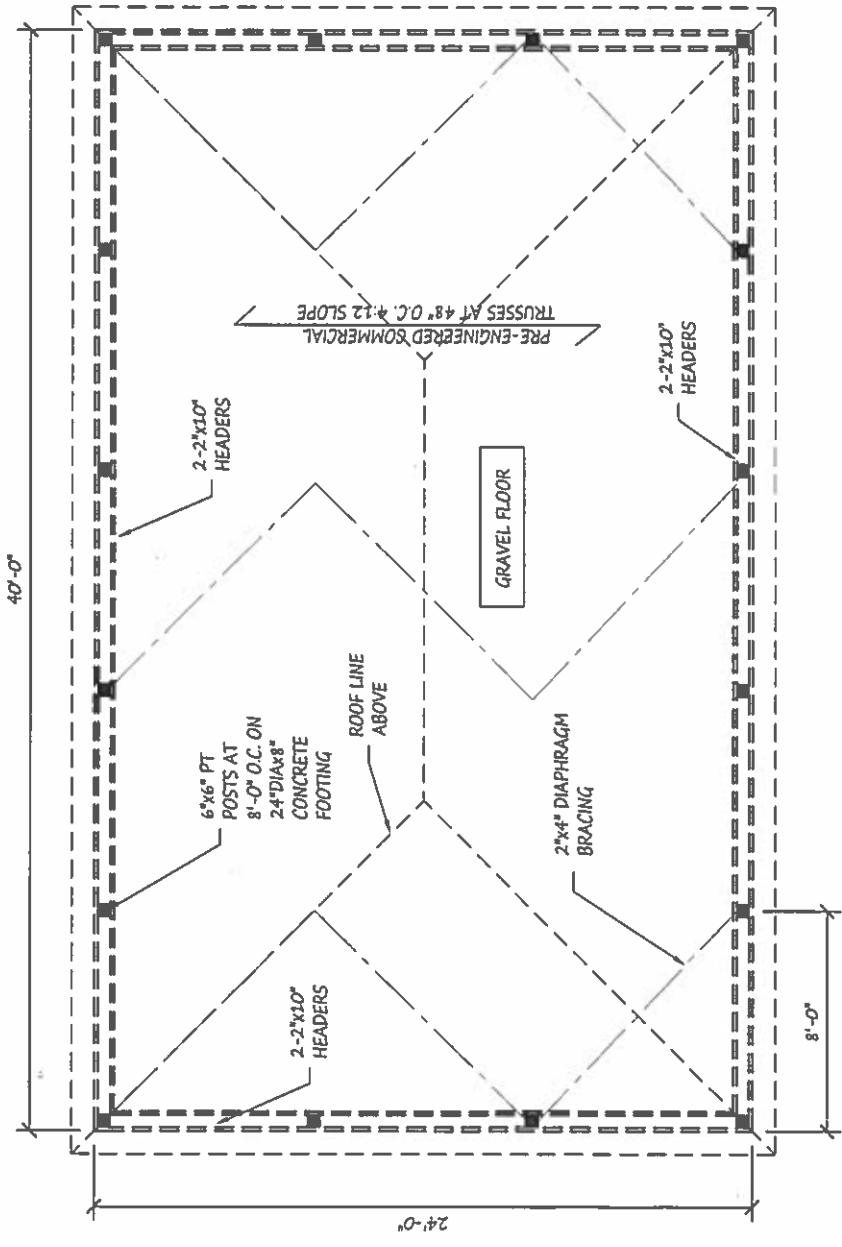 40'-0"
2-2"x10"
HEADERS
6"x6" PT
POSTS AT
8'-0" O.C. ON
24"DIAx8"
CONCRETE
FOOTING
ROOF LINE
ABOVE
PRE-ENGINEERED COMMERCIAL
TRUSSES AT 48" O.C. 4:12 SLOPE
2-2"x10"
HEADERS
GRAVEL FLOOR
2-2"x10"
HEADERS
2"x4" DIAPHRAGM
BRACING
8'-0"
24'-0"